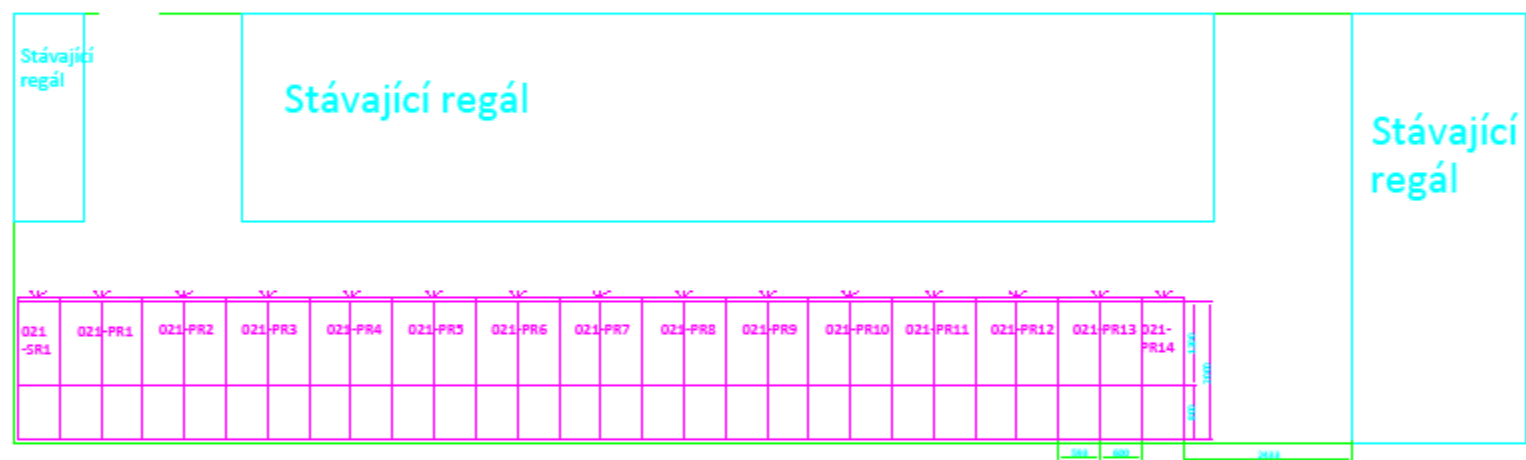 Stávající
regál
Stávající regál
Stávající
regál
021
-SR1
021-PR1
021-PR2
021-PR3
021-PR4
021-PR5
021-PR6
021-PR7
021-PR8
021-PR9
021-PR10
021-PR11
021-PR12
021-PR13
021-
PR14
600